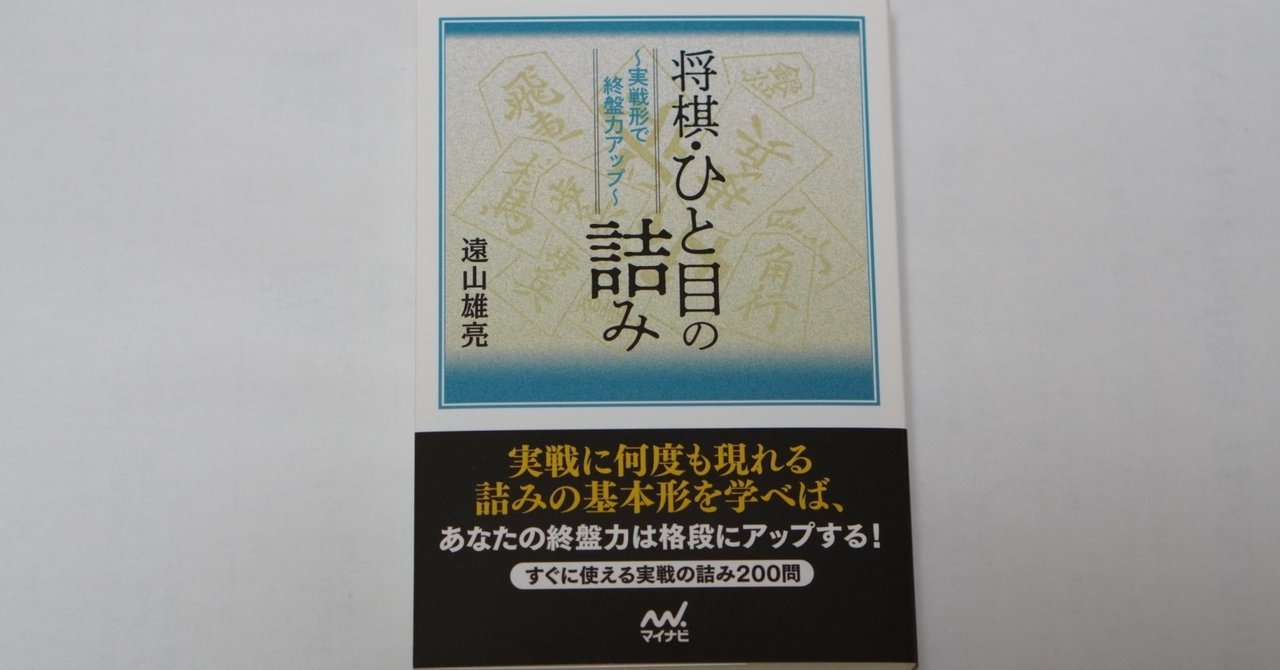 将棋・ひと目の
詰み
～実戦形で
終盤力アップ～
遠山雄亮
実戦に何度も現れる
詰みの基本形を学べば、
あなたの終盤力は格段にアップする！
すぐに使える実戦の詰み200問
マイナビ
飛車
角行